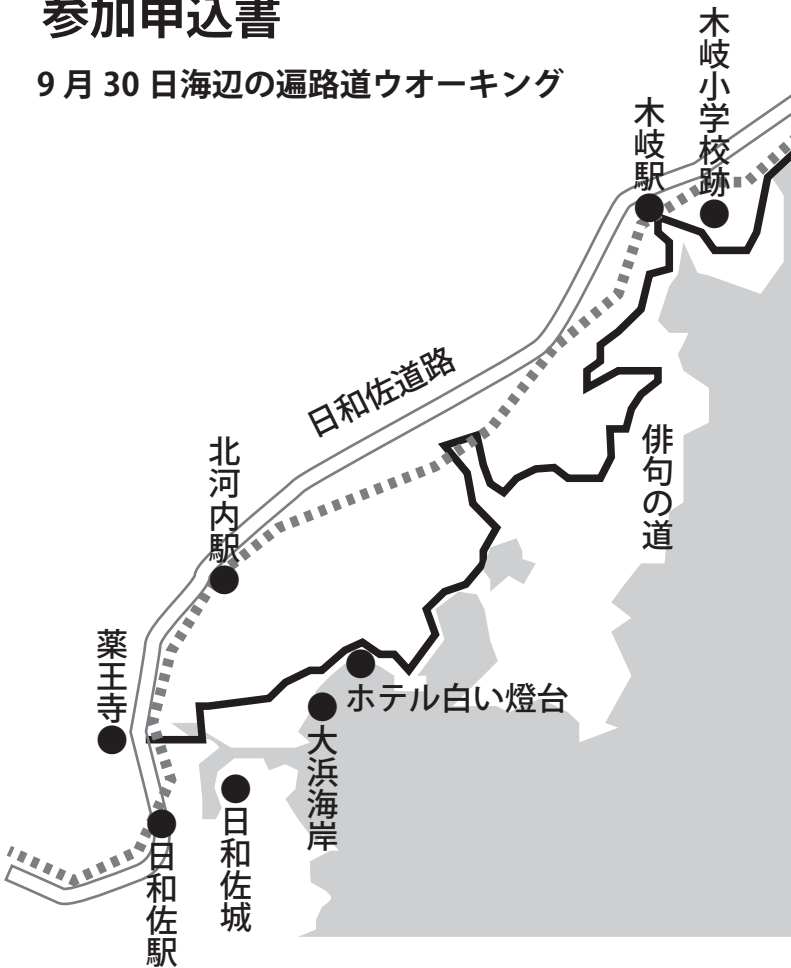 参加申込書
9月30日海辺の遍路道ウオーキング
木岐小学校跡
木岐駅
日和佐道路
俳句の道
北河内駅
薬王寺
ホテル白い燈台
大浜海岸
日和佐城
日和佐駅